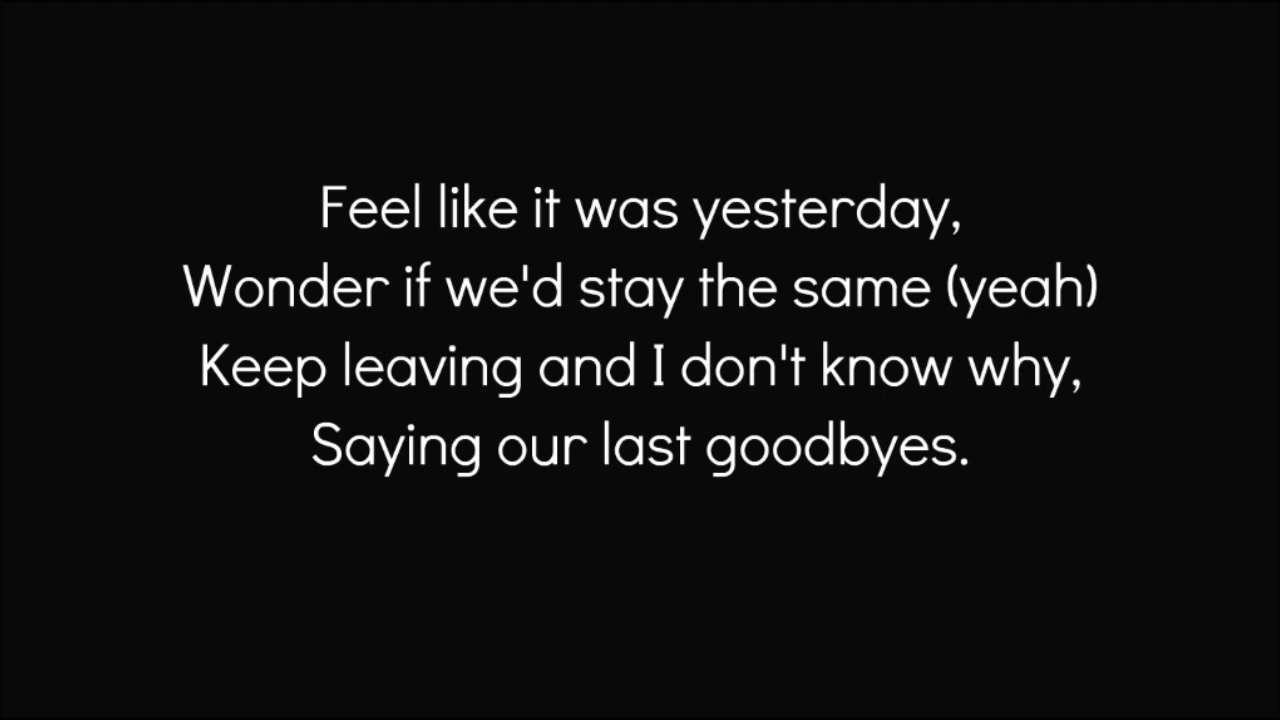 Feel like it was yesterday,
Wonder if we'd stay the same (yeah)
Keep leaving and I don't know why,
Saying our last goodbyes.